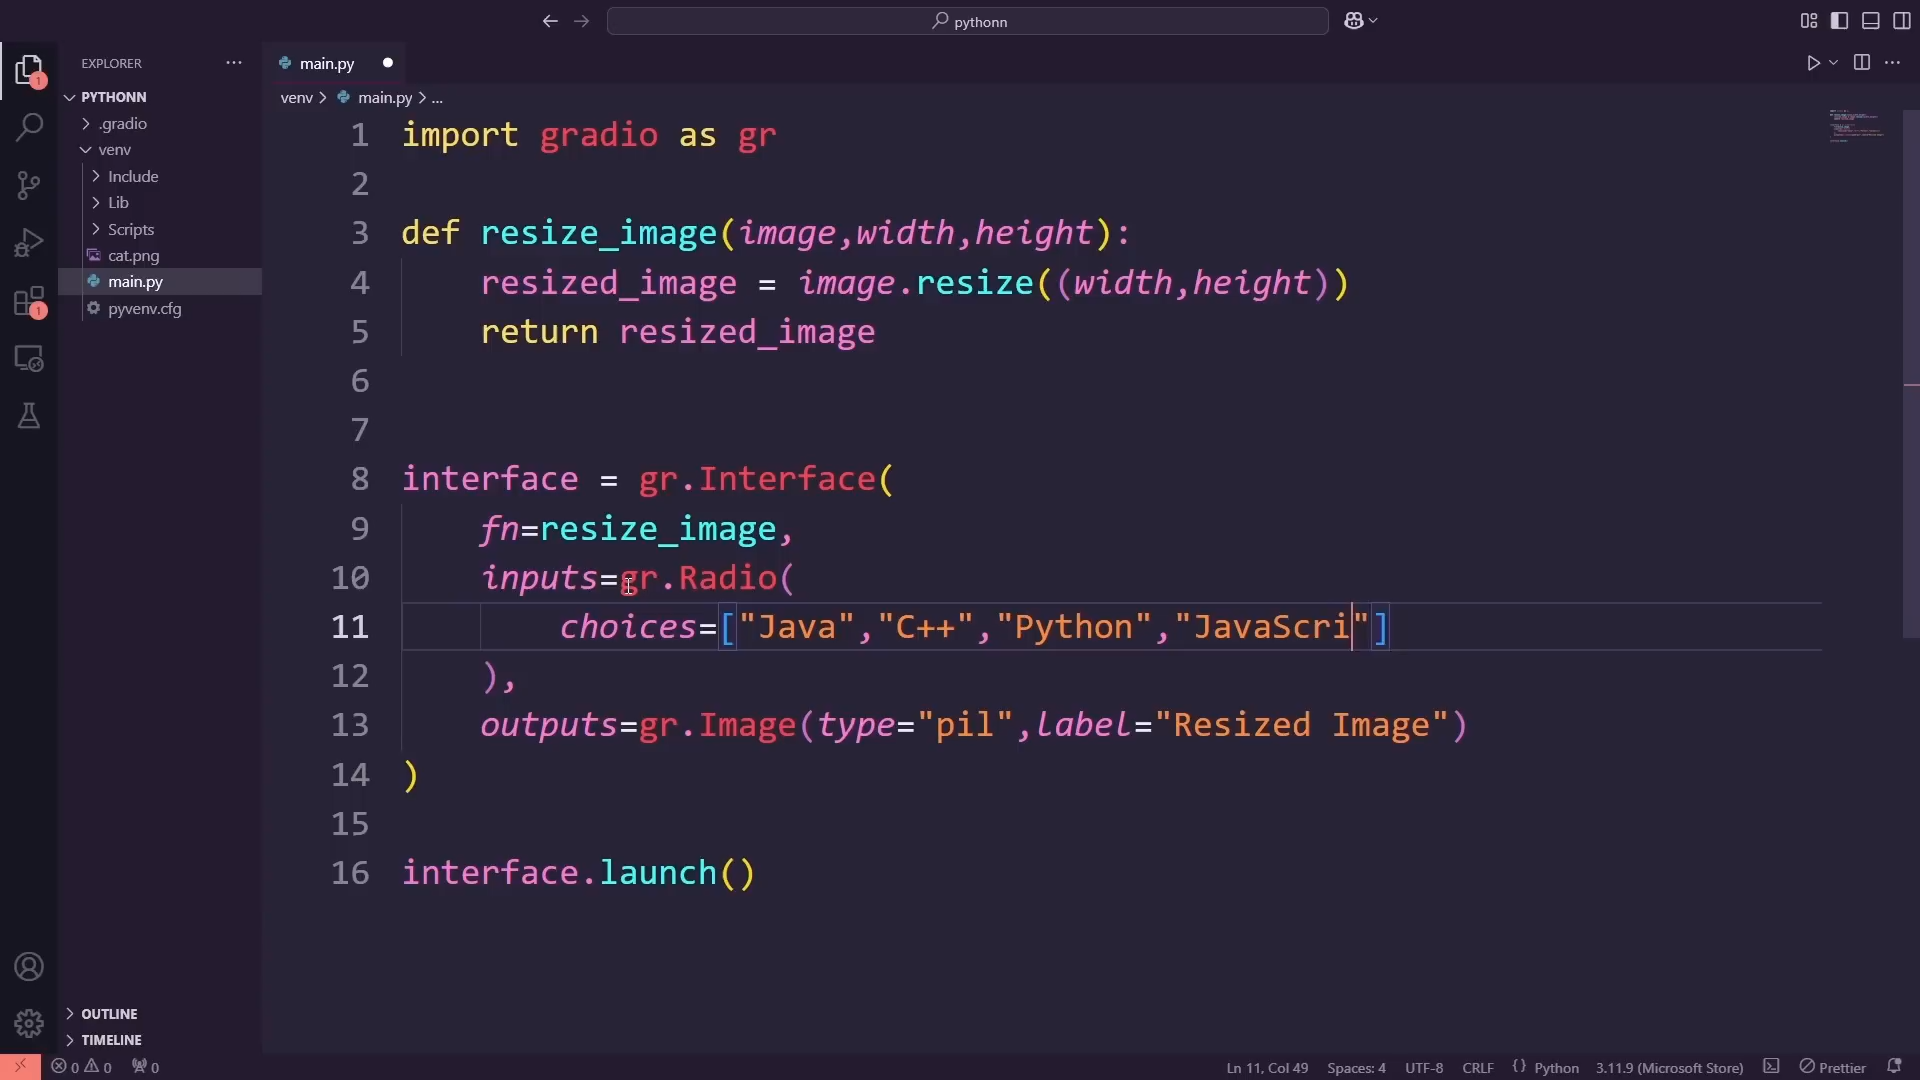 pythonn
EXPLORER
PYTHONN
.gradio
venv
Include
Lib
Scripts
cat.png
main.py
pyvenv.cfg
OUTLINE
TIMELINE
main.py
venv > main.py > ...
1 import gradio as gr
2
3 def resize_image(image,width,height):
4 resized_image = image.resize((width,height))
5 return resized_image
6
7
8 interface = gr.Interface(
9 fn=resize_image,
10 inputs=gr.Radio(
11 choices=["Java","C++","Python","JavaScri"]
12 ),
13 outputs=gr.Image(type="pil",label="Resized Image")
14 )
15
16 interface.launch()
1
1
0 0 0
Ln 11, Col 49 Spaces: 4 UTF-8 CRLF {} Python 3.11.9 (Microsoft Store) Prettier